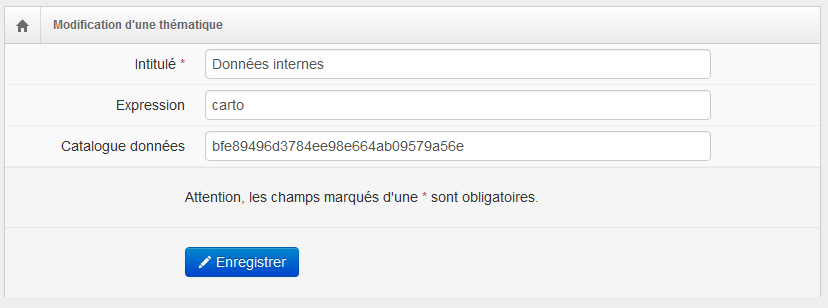 Modification d'une thématique
Intitulé * Données internes
Expression carto
Catalogue données bfe89496d3784ee98e664ab09579a56e
Attention, les champs marqués d'une * sont obligatoires.
Enregistrer